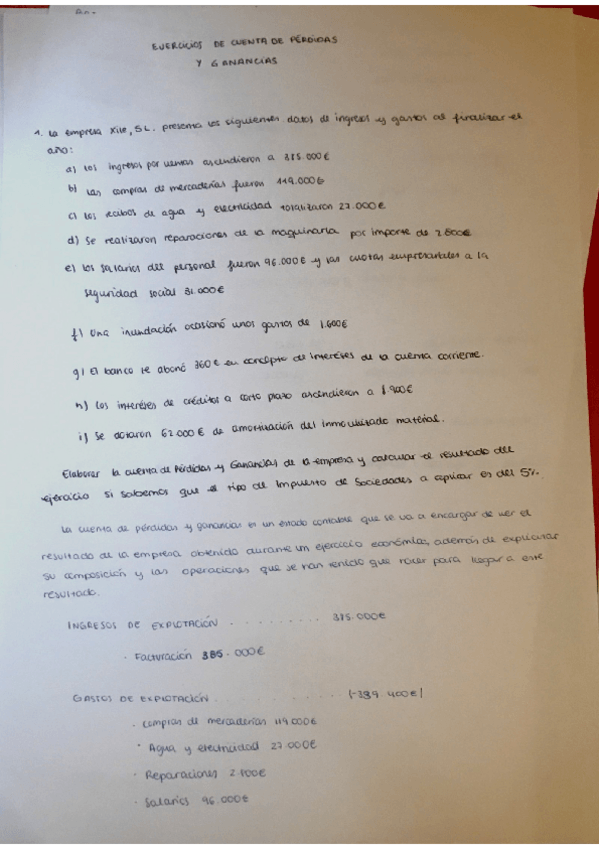 EJERCICIOS DE CUENTA DE PÉRDIDAS
Y GANANCIAS
1. La empresa Xile, SL. presenta los siguientes datos de ingresos y gastos al finalizar el
año:
a) Los ingresos por ventas ascendieron a 385.000€
b) Las compras de mercaderías fueron 119.000€
c) Los recibos de agua y electricidad totalizaron 27.000€
d) Se realizaron reparaciones de la maquinaria por importe de 2.800€
e) Los salarios del personal fueron 96.000€ y las cuotas empresariales a la
seguridad social 31.000€
f) Una inundación ocasionó unos gastos de 1.600€
g) El banco te abonó 360€ en concepto de intereses de la cuenta corriente.
h) Los intereses de créditos a corto plazo ascendieron a 900€
i) Se dotaron 62.000€ de amortización del inmovilizado material.
Elaborar la cuenta de Pérdidas y Ganancias de la empresa y calcular el resultado del
ejercicio si sabemos que el tipo de Impuesto de Sociedades a aplicar es del 5%.
La cuenta de pérdidas y ganancias es un estado contable que se va a encargar de ver el
resultado de la empresa obtenido durante un ejercicio económico, además de explicar
su composición y las operaciones que se han tenido que hacer para llegar a este
resultado.
INGRESOS DE EXPLOTACIÓN . . . . . . . . . 385.000€
· Facturación 385.000€
GASTOS DE EXPLOTACIÓN . . . . . . . . . . . . (-339 400€)
· Compras de mercaderías 119.000€
· Agua y electricidad 27.000€
· Reparaciones 2.800€
· Salarios 96.000€